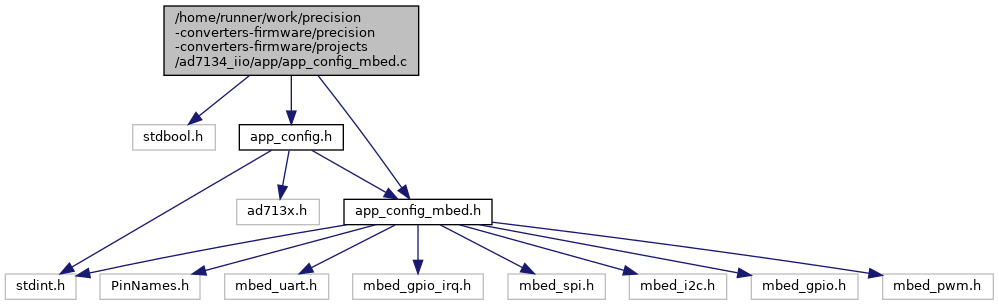 /home/runner/work/precision
-converters-firmware/precision
-converters-firmware/projects
/ad7134_iio/app/app_config_mbed.c
stdbool.h
app_config.h
ad713x.h
app_config_mbed.h
stdint.h
PinNames.h
mbed_uart.h
mbed_gpio_irq.h
mbed_spi.h
mbed_i2c.h
mbed_gpio.h
mbed_pwm.h